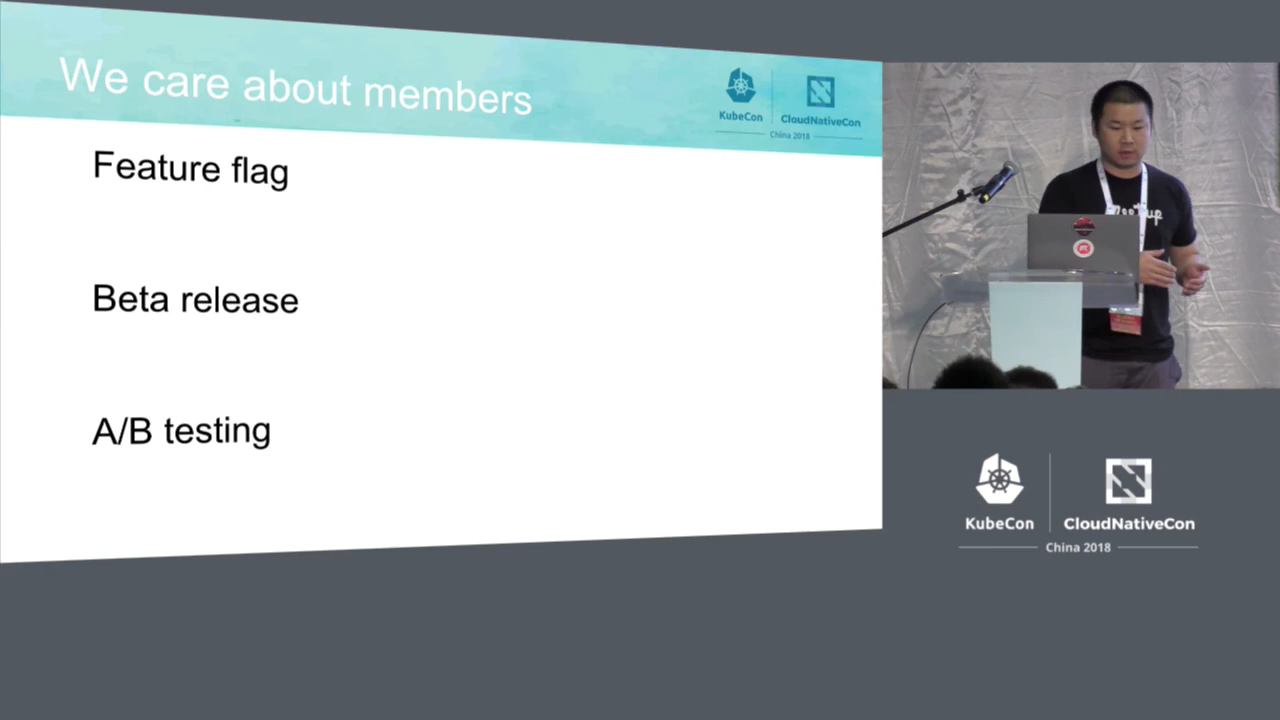 We care about members
KubeCon
CloudNativeCon
China 2018
Feature flag
Beta release
A/B testing
KubeCon
CloudNativeCon
China 2018